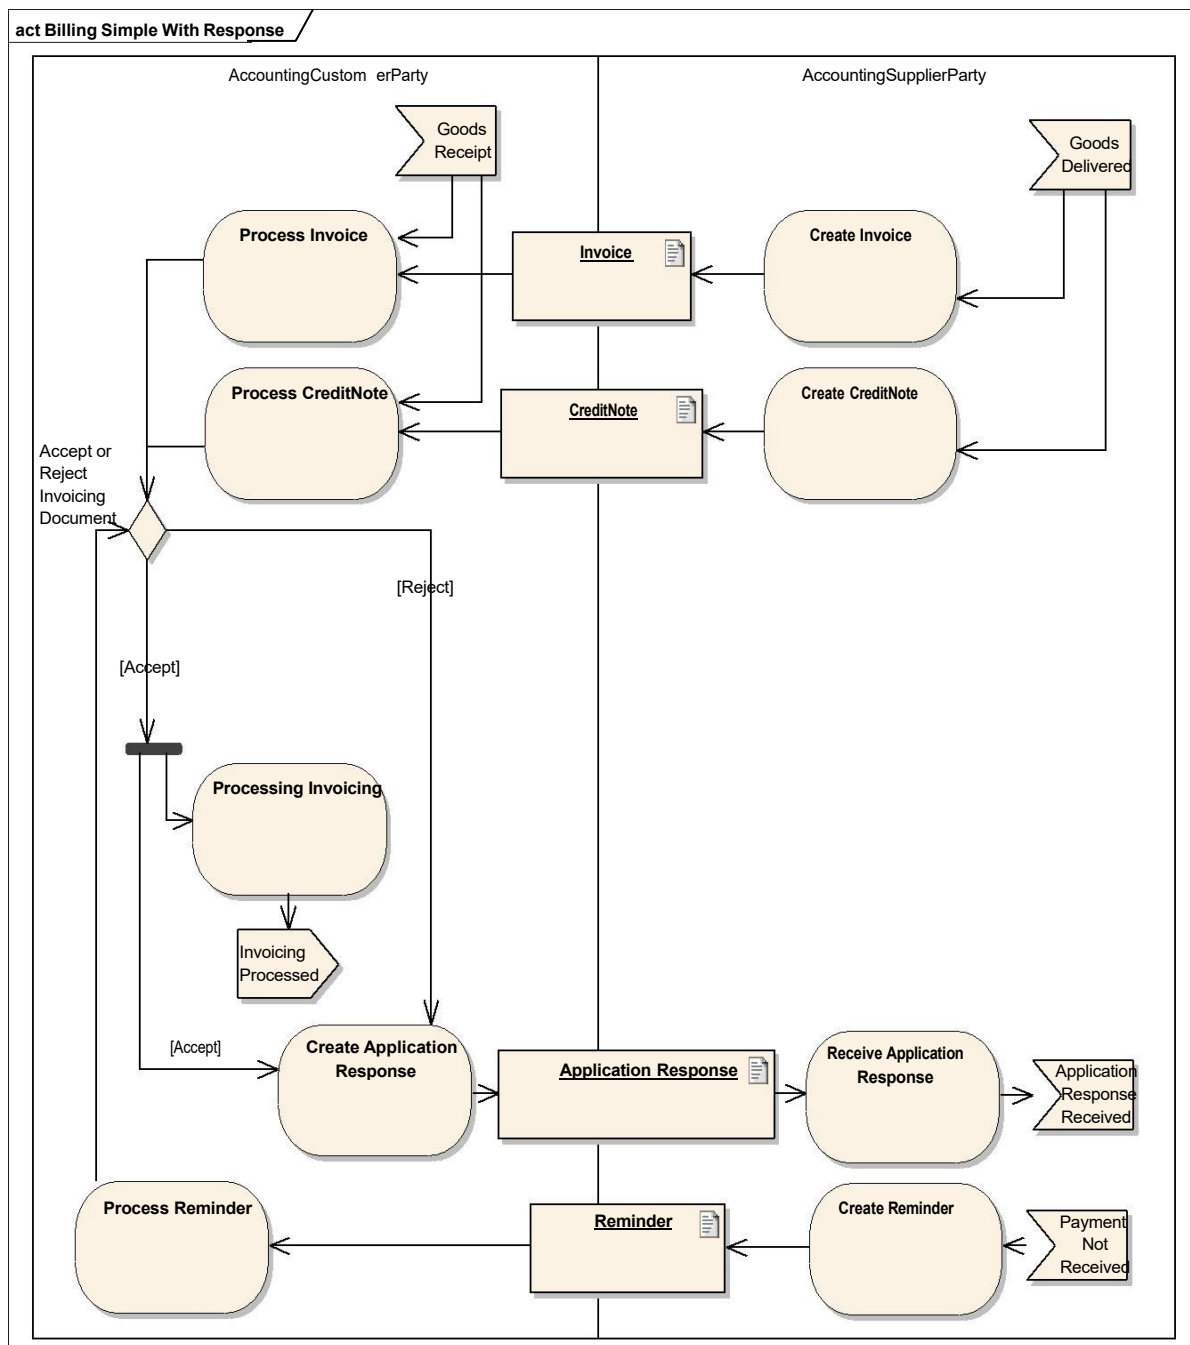 act Billing Simple With Response
AccountingCustom erParty
AccountingSupplierParty
Goods
Receipt
Goods
Delivered
Process Invoice
Invoice
Create Invoice
Process CreditNote
CreditNote
Create CreditNote
Accept or
Reject
Invoicing
Document
[Reject]
[Accept]
Processing Invoicing
Invoicing
Processed
[Accept]
Create Application
Response
Application Response
Receive Application
Response
Application
Response
Received
Process Reminder
Reminder
Create Reminder
Payment
Not
Received